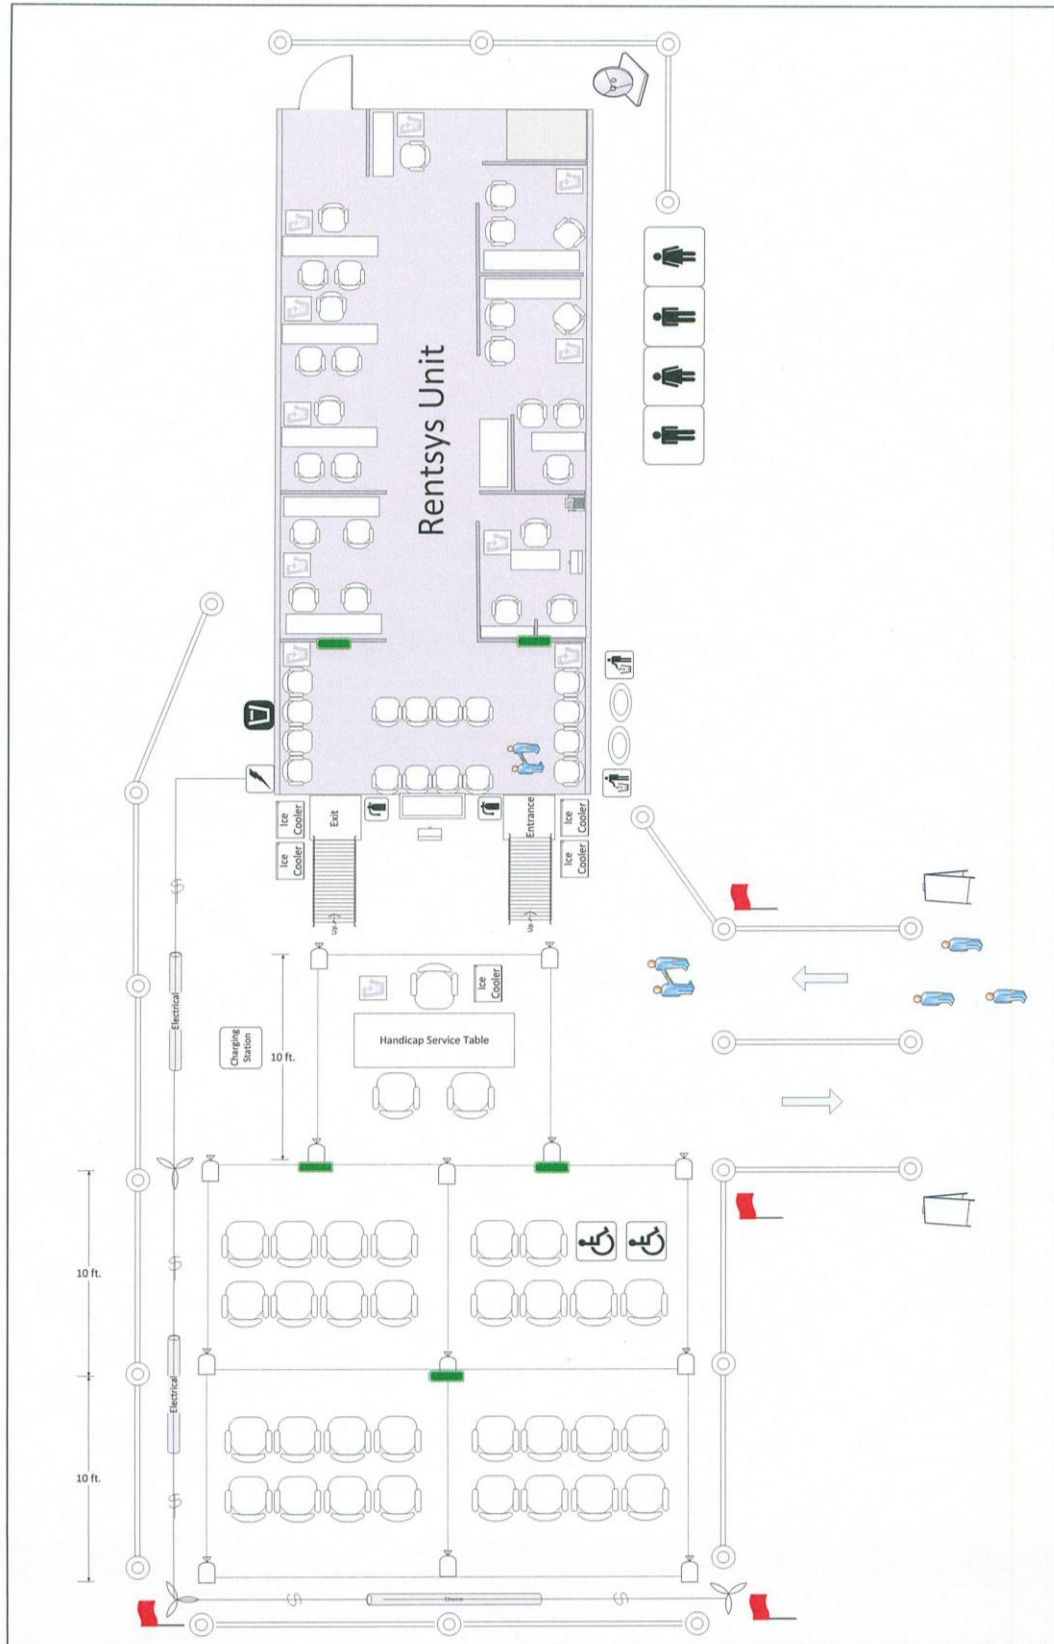 Rentsys Unit
Ice
Cooler
Exit
Entrance
Ice
Cooler
Ice
Cooler
Ice
Cooler
Up
Up
Electrical
Charging
Station
10 ft.
Ice
Cooler
Handicap Service Table
10 ft.
Electrical
10 ft.
Electrical